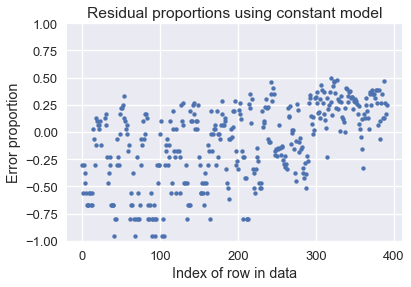 Residual proportions using constant model
1.00
0.75
0.50
0.25
0.00
−0.25
−0.50
−0.75
−1.00
Error proportion
0 100 200 300 400
Index of row in data